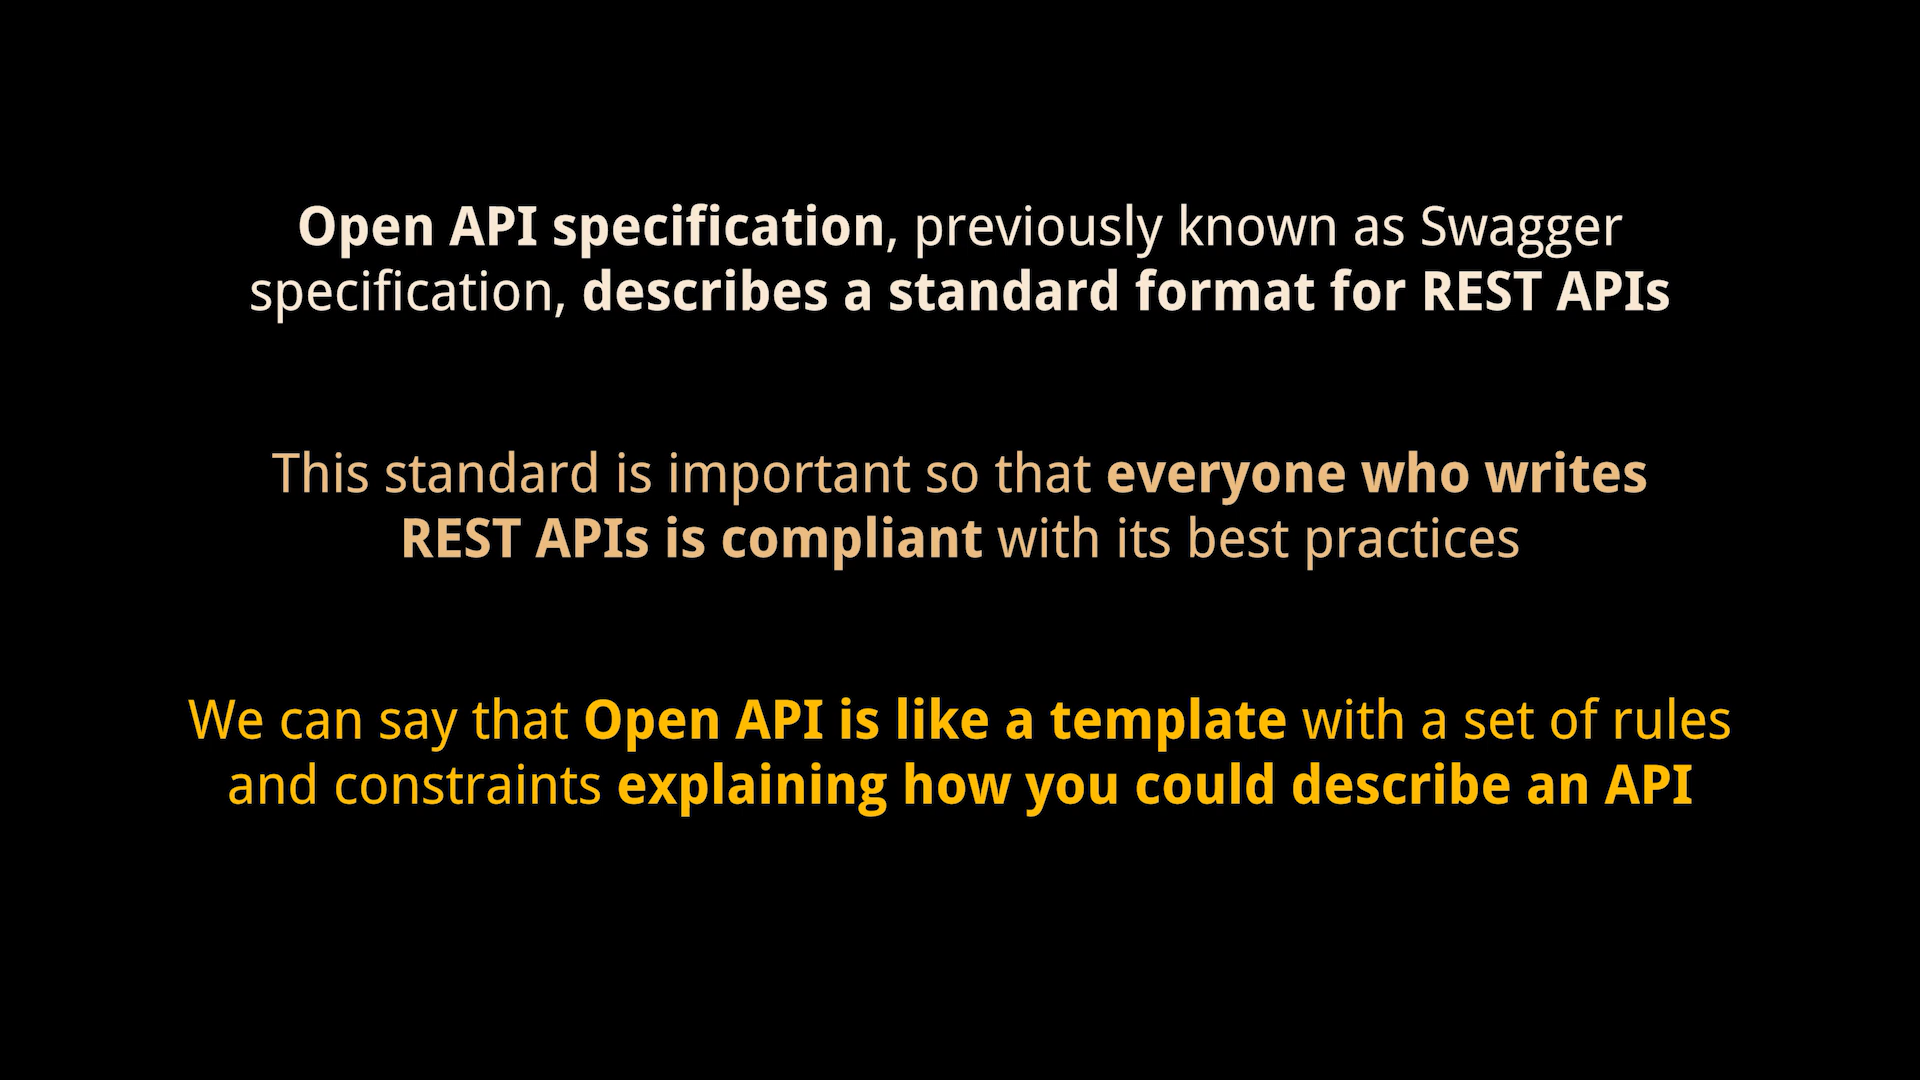 Open API specification, previously known as Swagger
specification, describes a standard format for REST APIs
This standard is important so that everyone who writes
REST APIs is compliant with its best practices
We can say that Open API is like a template with a set of rules
and constraints explaining how you could describe an API